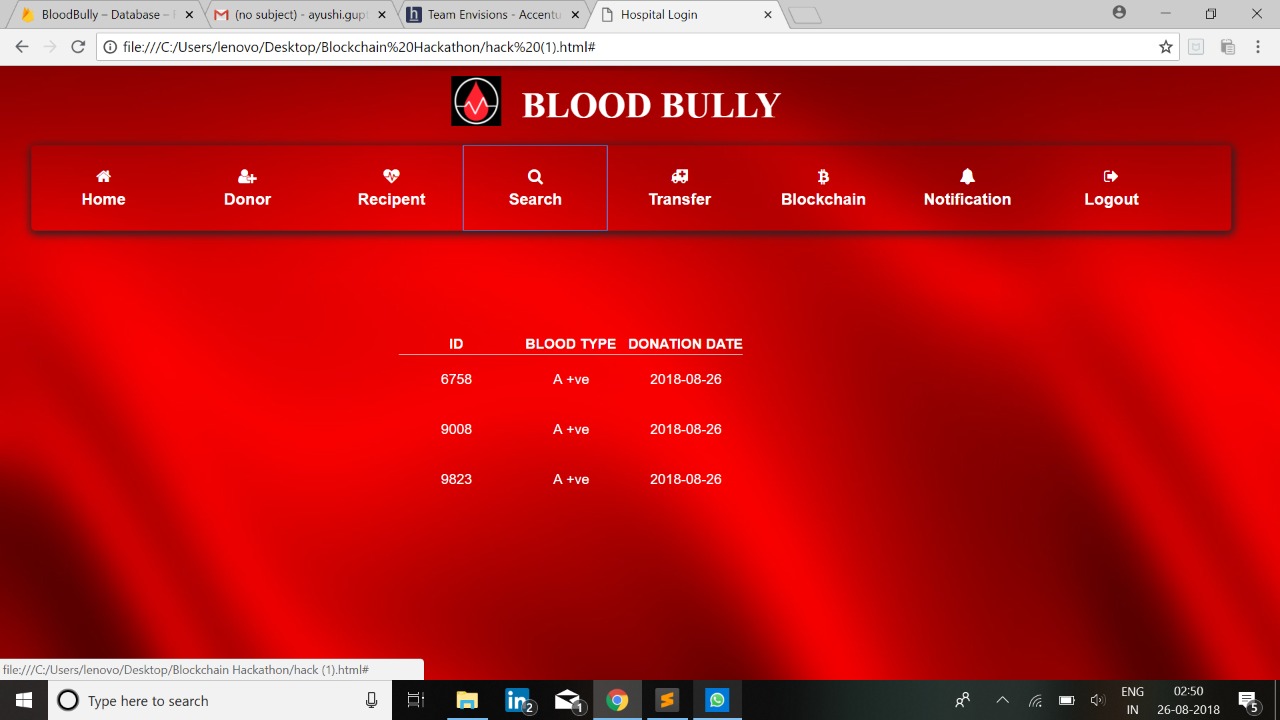 BloodBully – Database – f
(no subject) - ayushi.gup
Team Envisions - Accentu
Hospital Login
file:///C:/Users/lenovo/Desktop/Blockchain%20Hackathon/hack%20(1).html#
BLOOD BULLY
Home Donor Recipent Search Transfer Blockchain Notification Logout
ID BLOOD TYPE DONATION DATE
6758 A +ve 2018-08-26
9008 A +ve 2018-08-26
9823 A +ve 2018-08-26
file:///C:/Users/lenovo/Desktop/Blockchain Hackathon/hack (1).html#
Type here to search
2
1
ENG
IN
02:50
26-08-2018
5